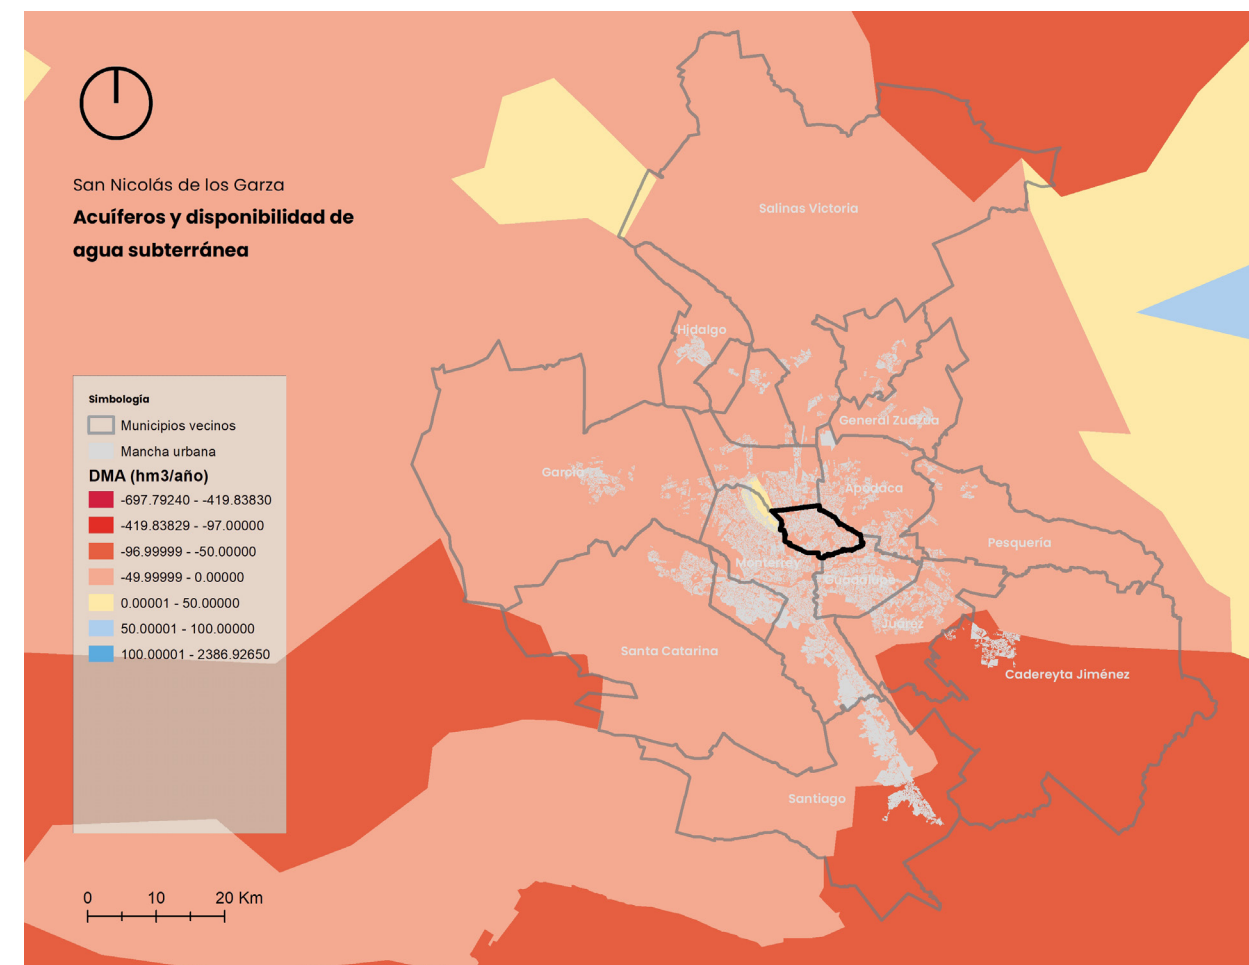 San Nicolás de los Garza
Acuíferos y disponibilidad de
agua subterránea
Salinas Victoria
Hidalgo
General Zuazua
García
Apodaca
Pesquería
Monterrey
Guadalupe
Juárez
Santa Catarina
Cadereyta Jiménez
Santiago
Simbología
Municipios vecinos
Mancha urbana
DMA (hm3/año)
-697.79240 - -419.83830
-419.83829 - -97.00000
-96.99999 - -50.00000
-49.99999 - 0.00000
0.00001 - 50.00000
50.00001 - 100.00000
100.00001 - 2386.92650
0 10 20 Km